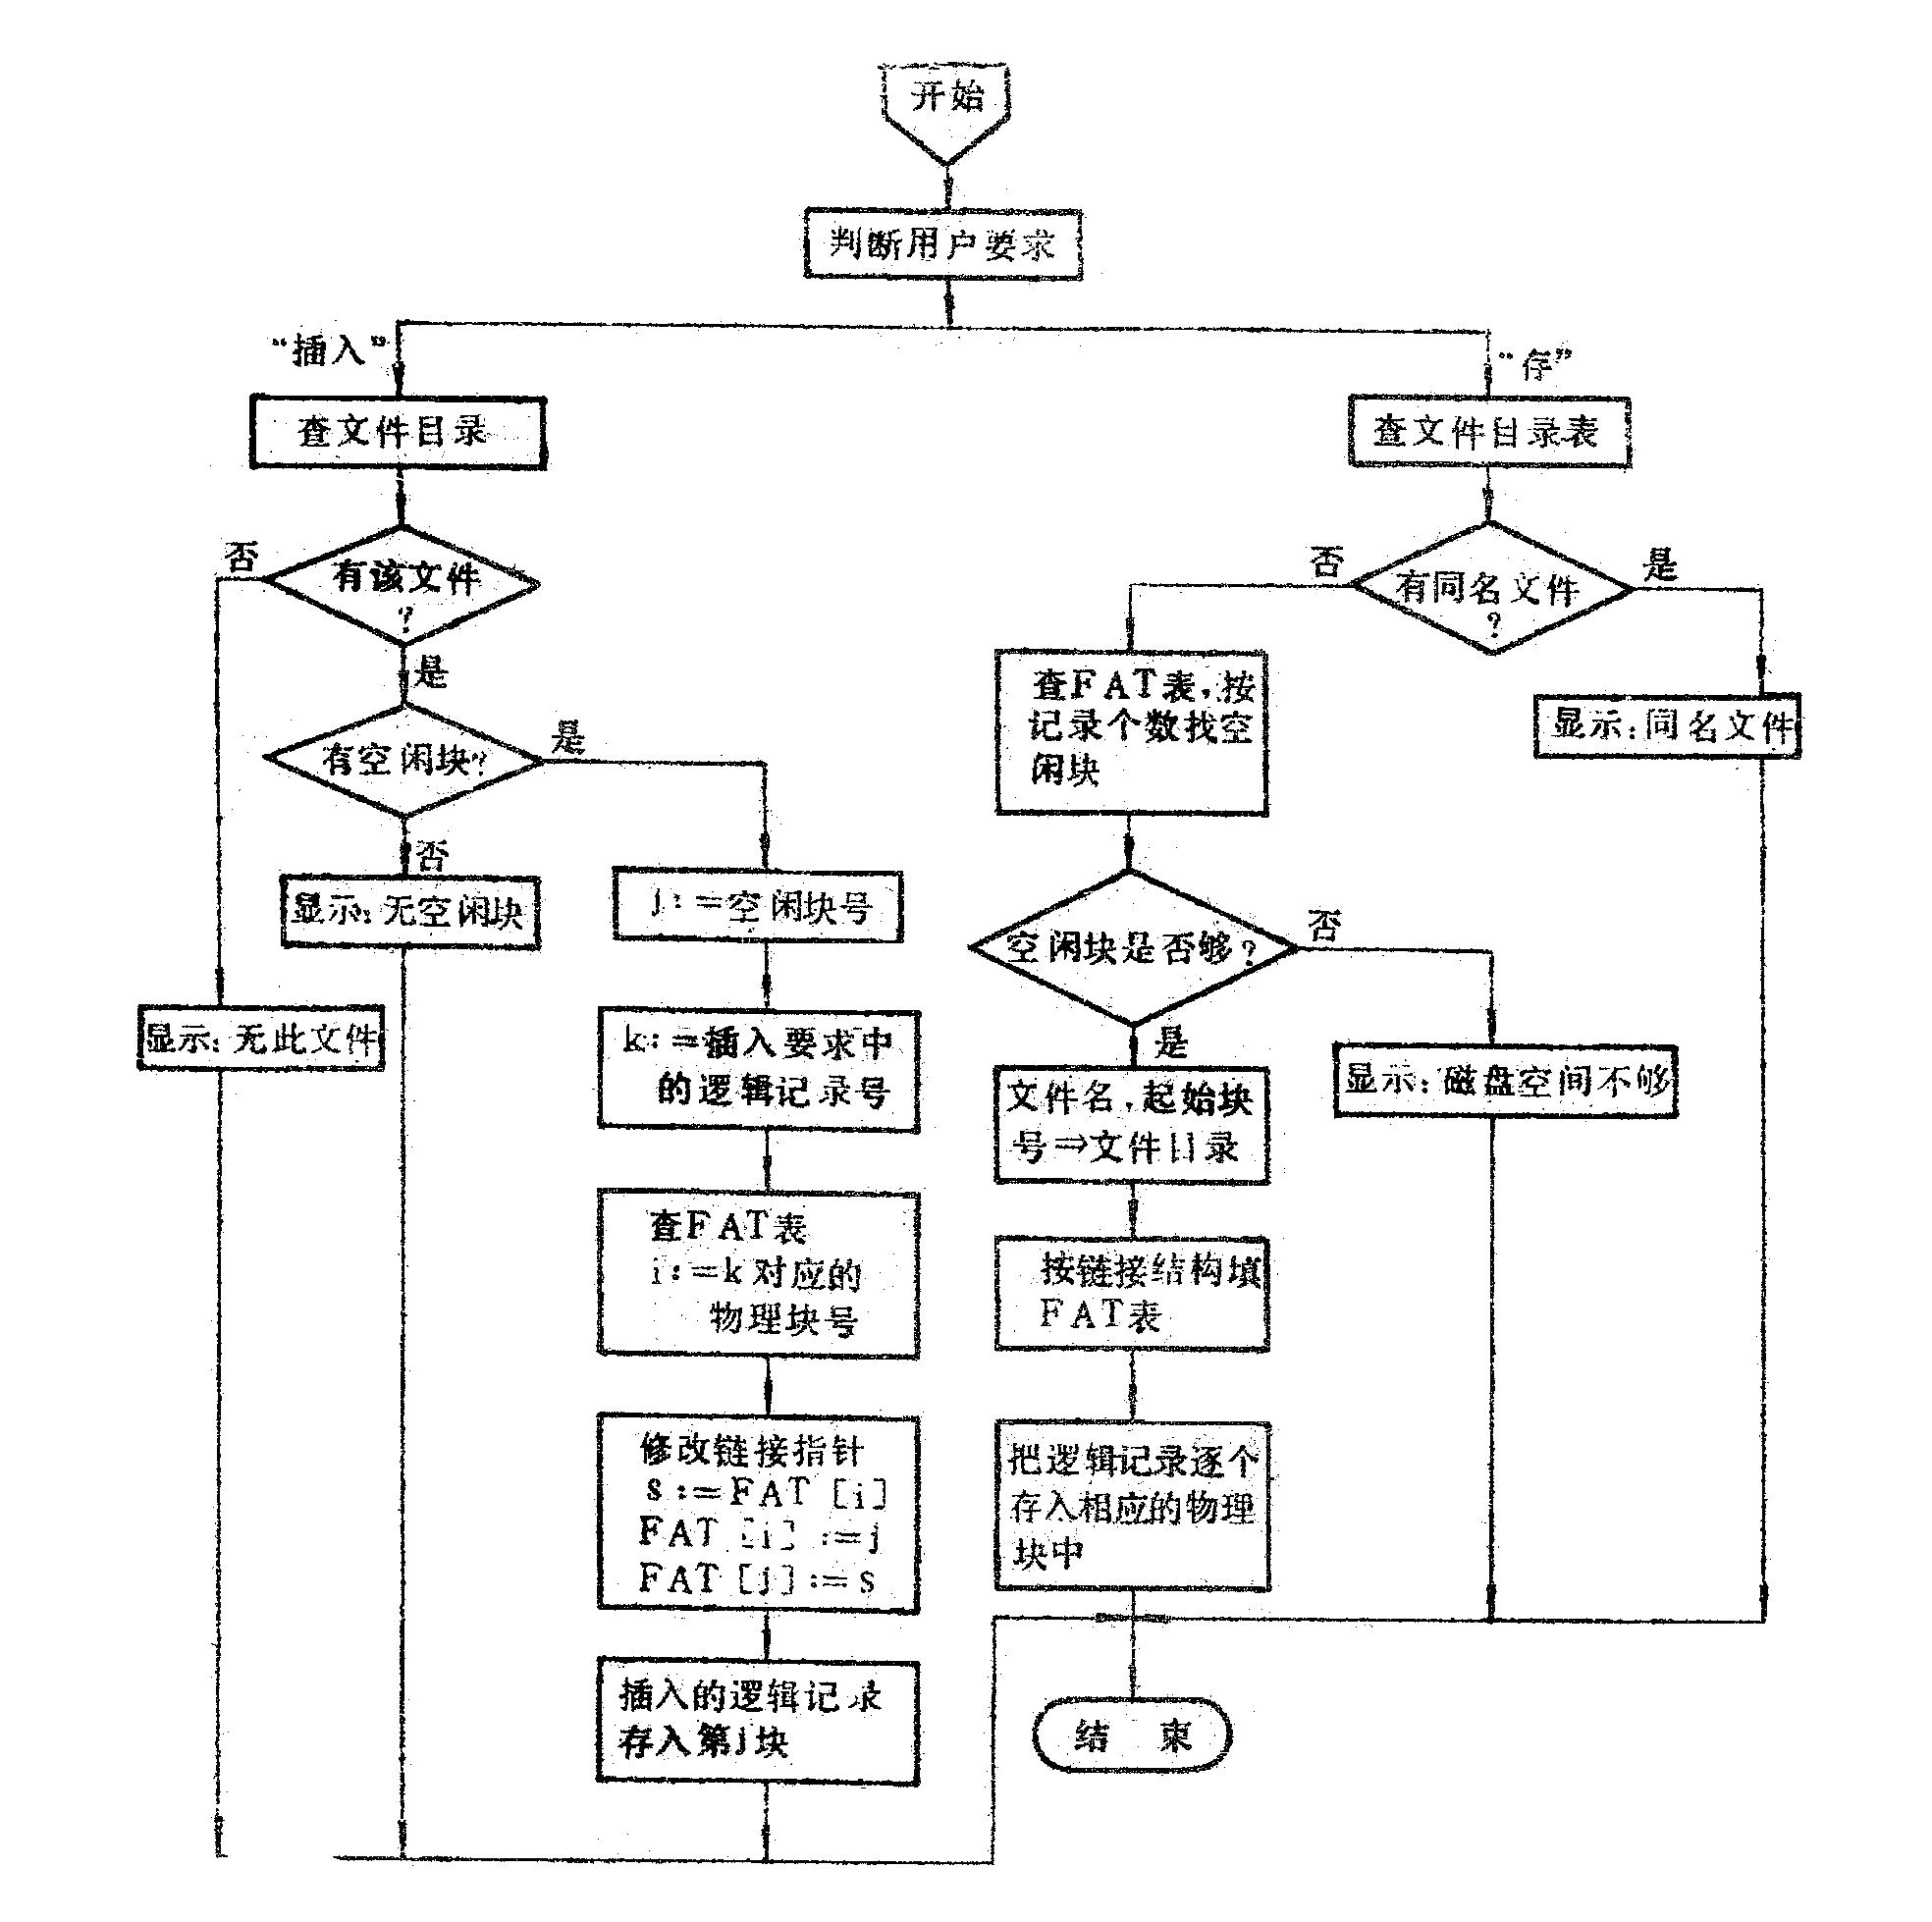 开始
判断用户要求
“插入”
“存”
查文件目录
查文件目录表
否
有该文件
?
是
否
有同名文件
?
是
有空闲块?
是
否
显示:无空闲块
显示:无此文件
j:=空闲块号
k:=插入要求中
的逻辑记录号
查FAT表
i:=k对应的
物理块号
修改链接指针
s:=FAT[i]
FAT[i]:=j
FAT[j]:=s
插入的逻辑记录
存入第j块
查FAT表,按
记录个数找空
闲块
显示:同名文件
空闲块是否够?
否
是
显示:磁盘空间不够
文件名,起始块
号⇒文件目录
按链接结构填
FAT表
把逻辑记录逐个
存入相应的物理
块中
结 束